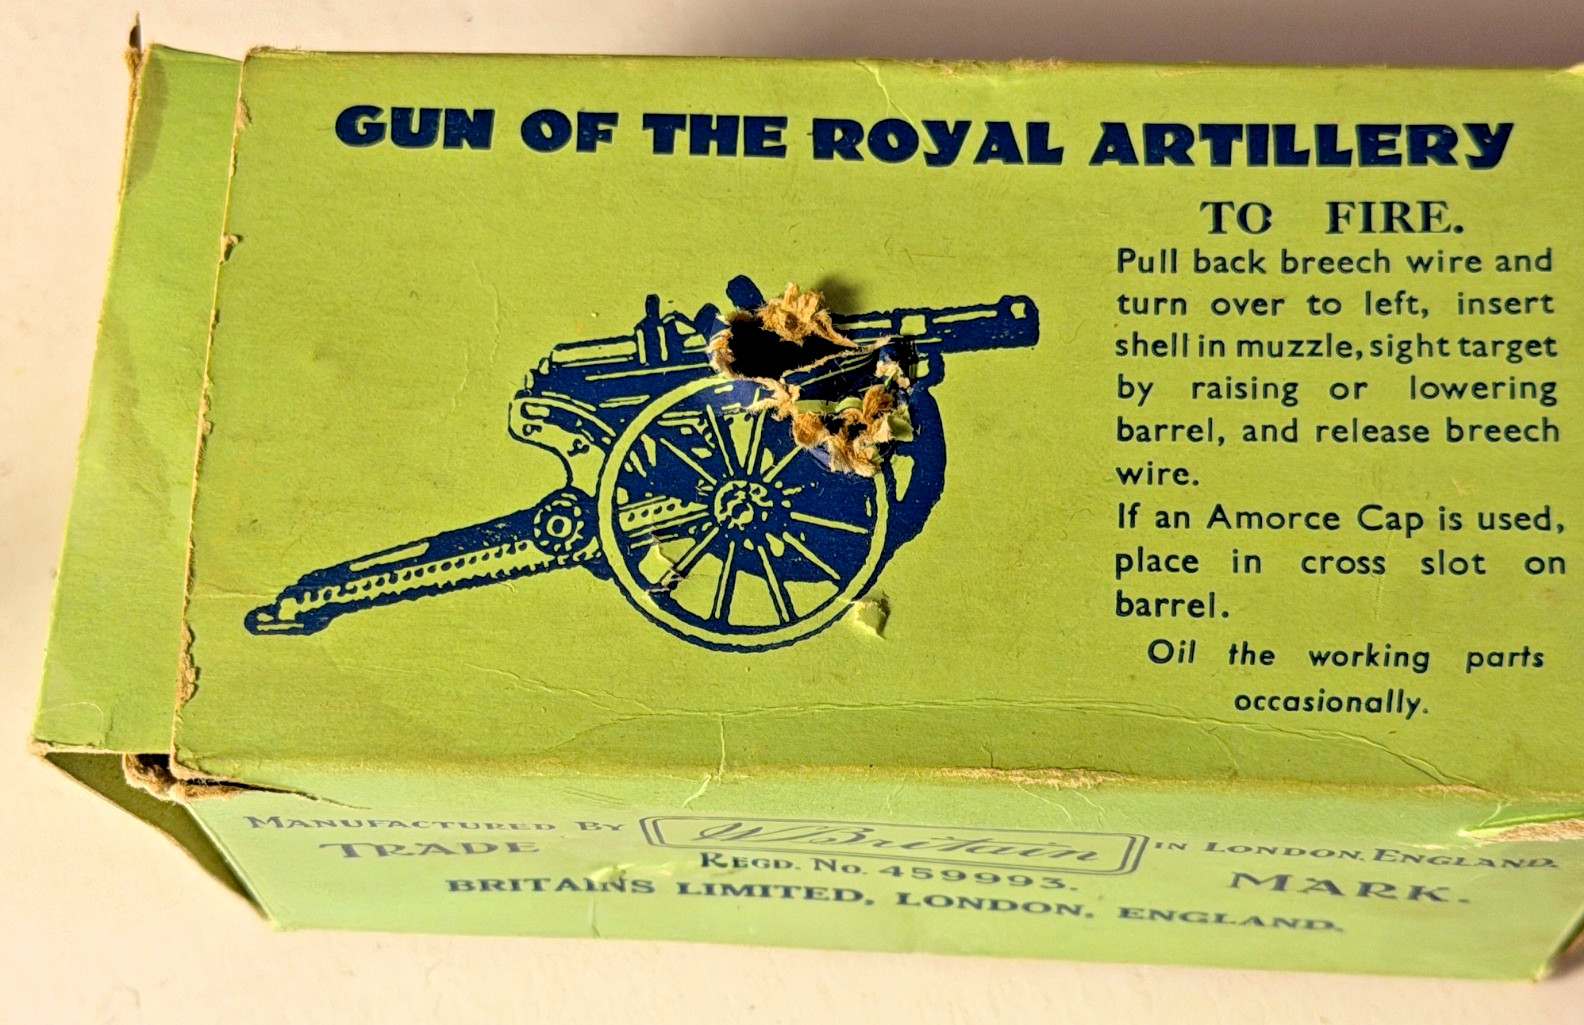 GUN OF THE ROYAL ARTILLERY
TO FIRE.
Pull back breech wire and
turn over to left, insert
shell in muzzle, sight target
by raising or lowering
barrel, and release breech
wire.
If an Amorce Cap is used,
place in cross slot on
barrel.
Oil the working parts
occasionally.
MANUFACTURED BY W Britain IN LONDON, ENGLAND.
TRADE REGD. No. 459993. MARK.
BRITAINS LIMITED, LONDON, ENGLAND.